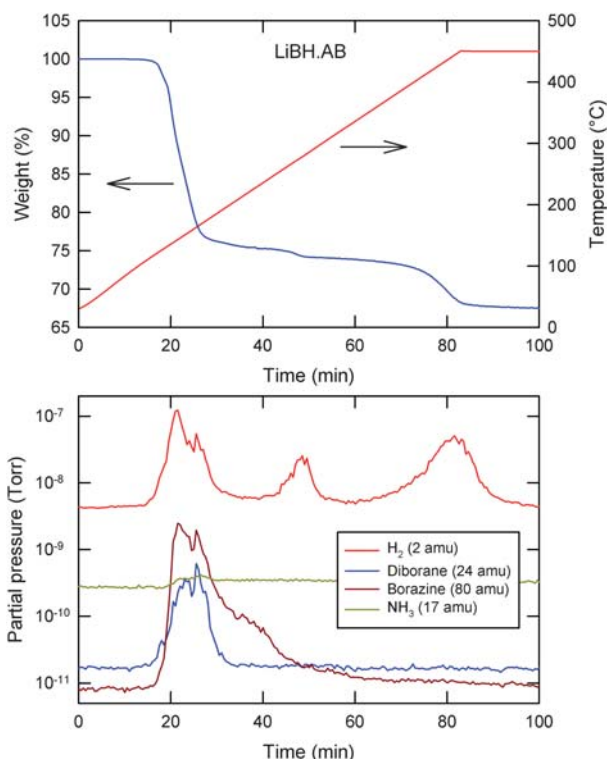 LiBH.AB
Weight (%)
105
100
95
90
85
80
75
70
65
Temperature (°C)
500
400
300
200
100
0
0 20 40 60 80 100
Time (min)
Partial pressure (Torr)
10⁻⁷
10⁻⁸
10⁻⁹
10⁻¹⁰
10⁻¹¹
H₂ (2 amu)
Diborane (24 amu)
Borazine (80 amu)
NH₃ (17 amu)
0 20 40 60 80 100
Time (min)